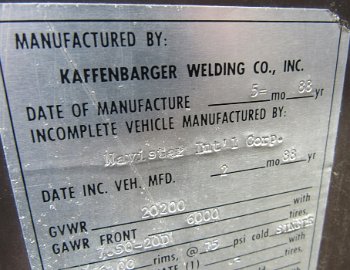 MANUFACTURED BY:
KAFFENBARGER WELDING CO., INC.
DATE OF MANUFACTURE 5- mo 88 yr
INCOMPLETE VEHICLE MANUFACTURED BY:
Navistar Int'l Corp.
DATE INC. VEH. MFD. ? mo 88 yr
GVWR 20200 with
GAWR FRONT 6000 tires,
rims, @ 75 psi cold SINGLE
with
tires,